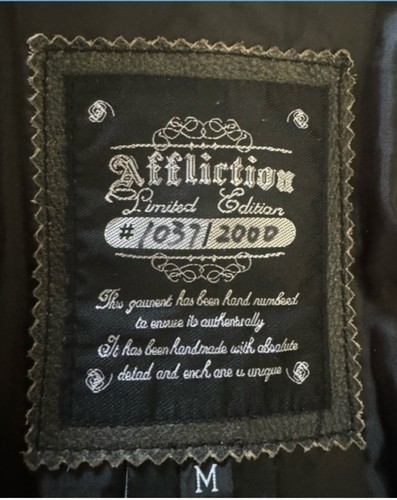 Affliction
Limited Edition
# 1037/2000
This garment has been hand numbered
to ensure its authenticity
It has been handmade with absolute
detail and each one is unique
M